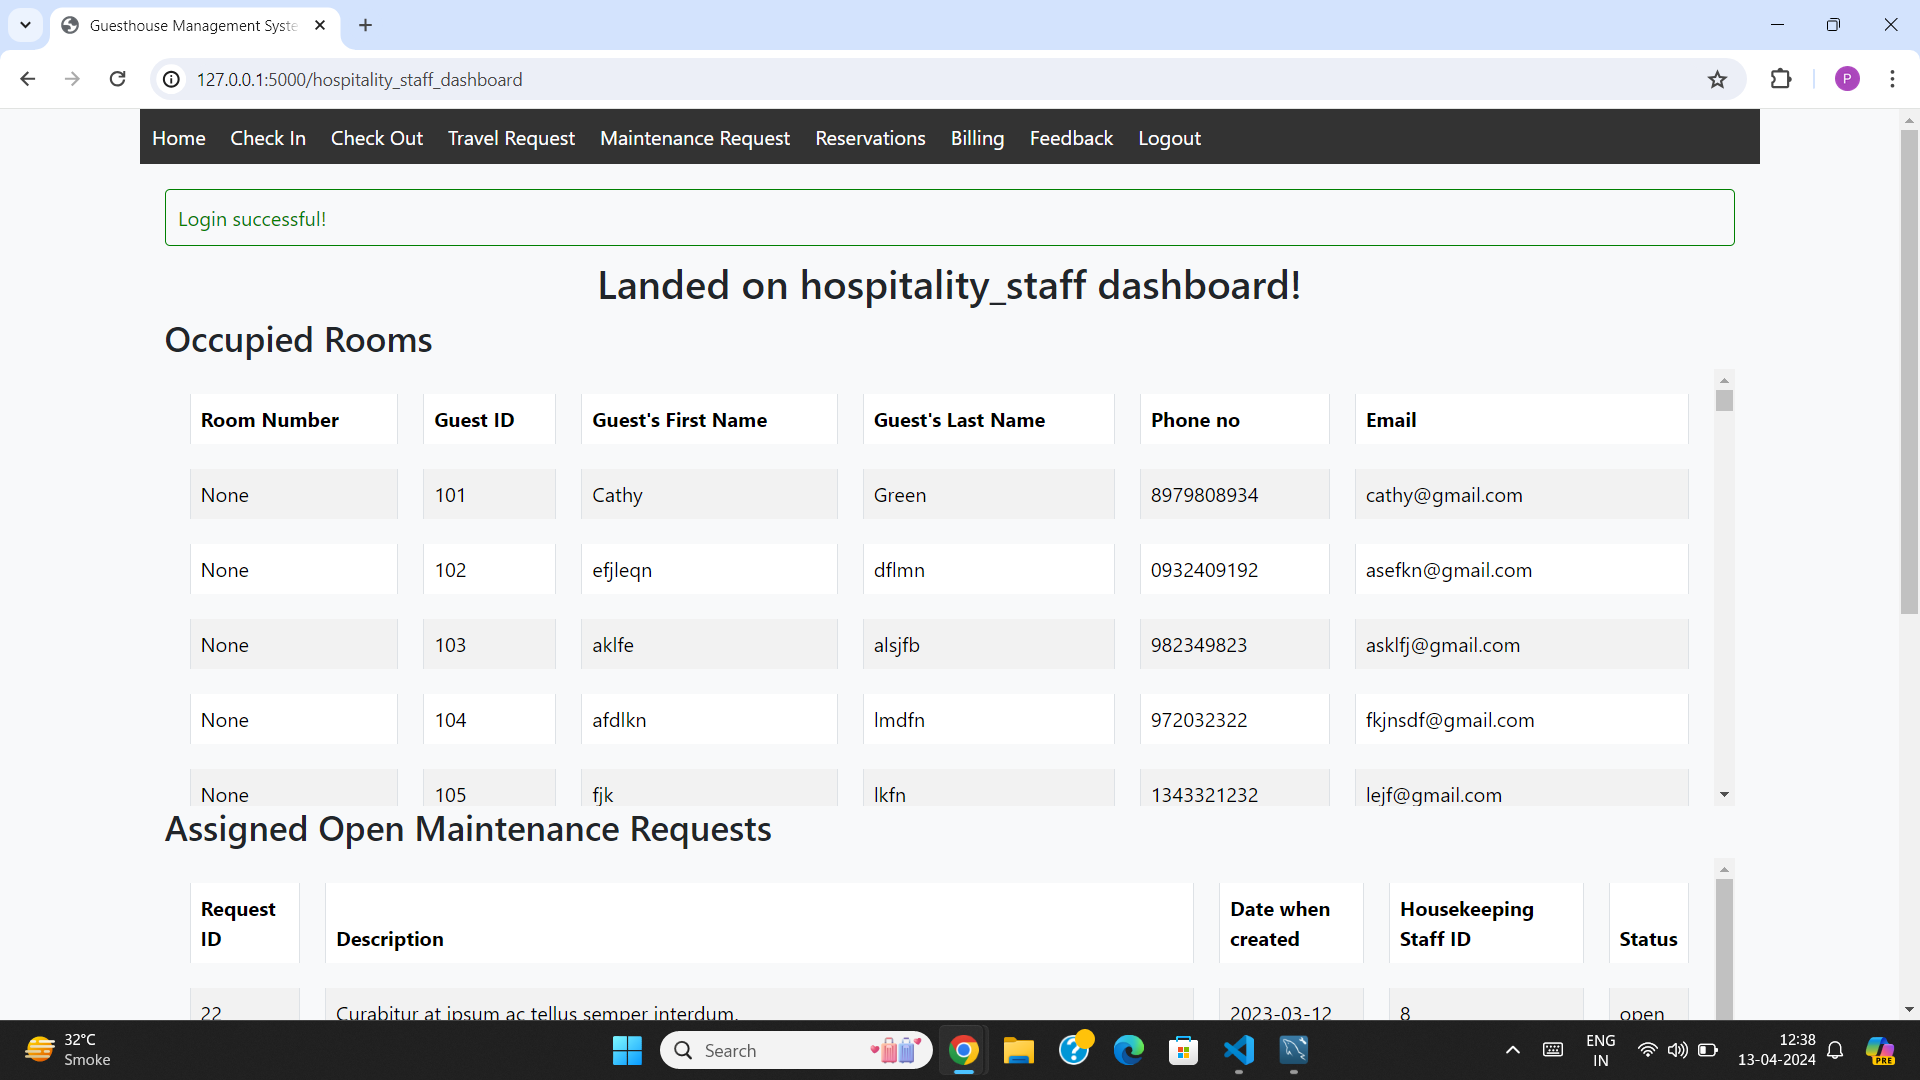 Guesthouse Management Syste
127.0.0.1:5000/hospitality_staff_dashboard
P
Home Check In Check Out Travel Request Maintenance Request Reservations Billing Feedback Logout
Login successful!
Landed on hospitality_staff dashboard!
Occupied Rooms
Room Number Guest ID Guest's First Name Guest's Last Name Phone no Email
None 101 Cathy Green 8979808934 cathy@gmail.com
None 102 efjleqn dflmn 0932409192 asefkn@gmail.com
None 103 aklfe alsjfb 982349823 asklfj@gmail.com
None 104 afdlkn lmdfn 972032322 fkjnsdf@gmail.com
None 105 fjk lkfn 1343321232 lejf@gmail.com
Assigned Open Maintenance Requests
Request ID Description Date when created Housekeeping Staff ID Status
22 Curabitur at ipsum ac tellus semper interdum. 2023-03-12 8 open
32°C
Smoke
Search
ENG
IN
12:38
13-04-2024
PRE